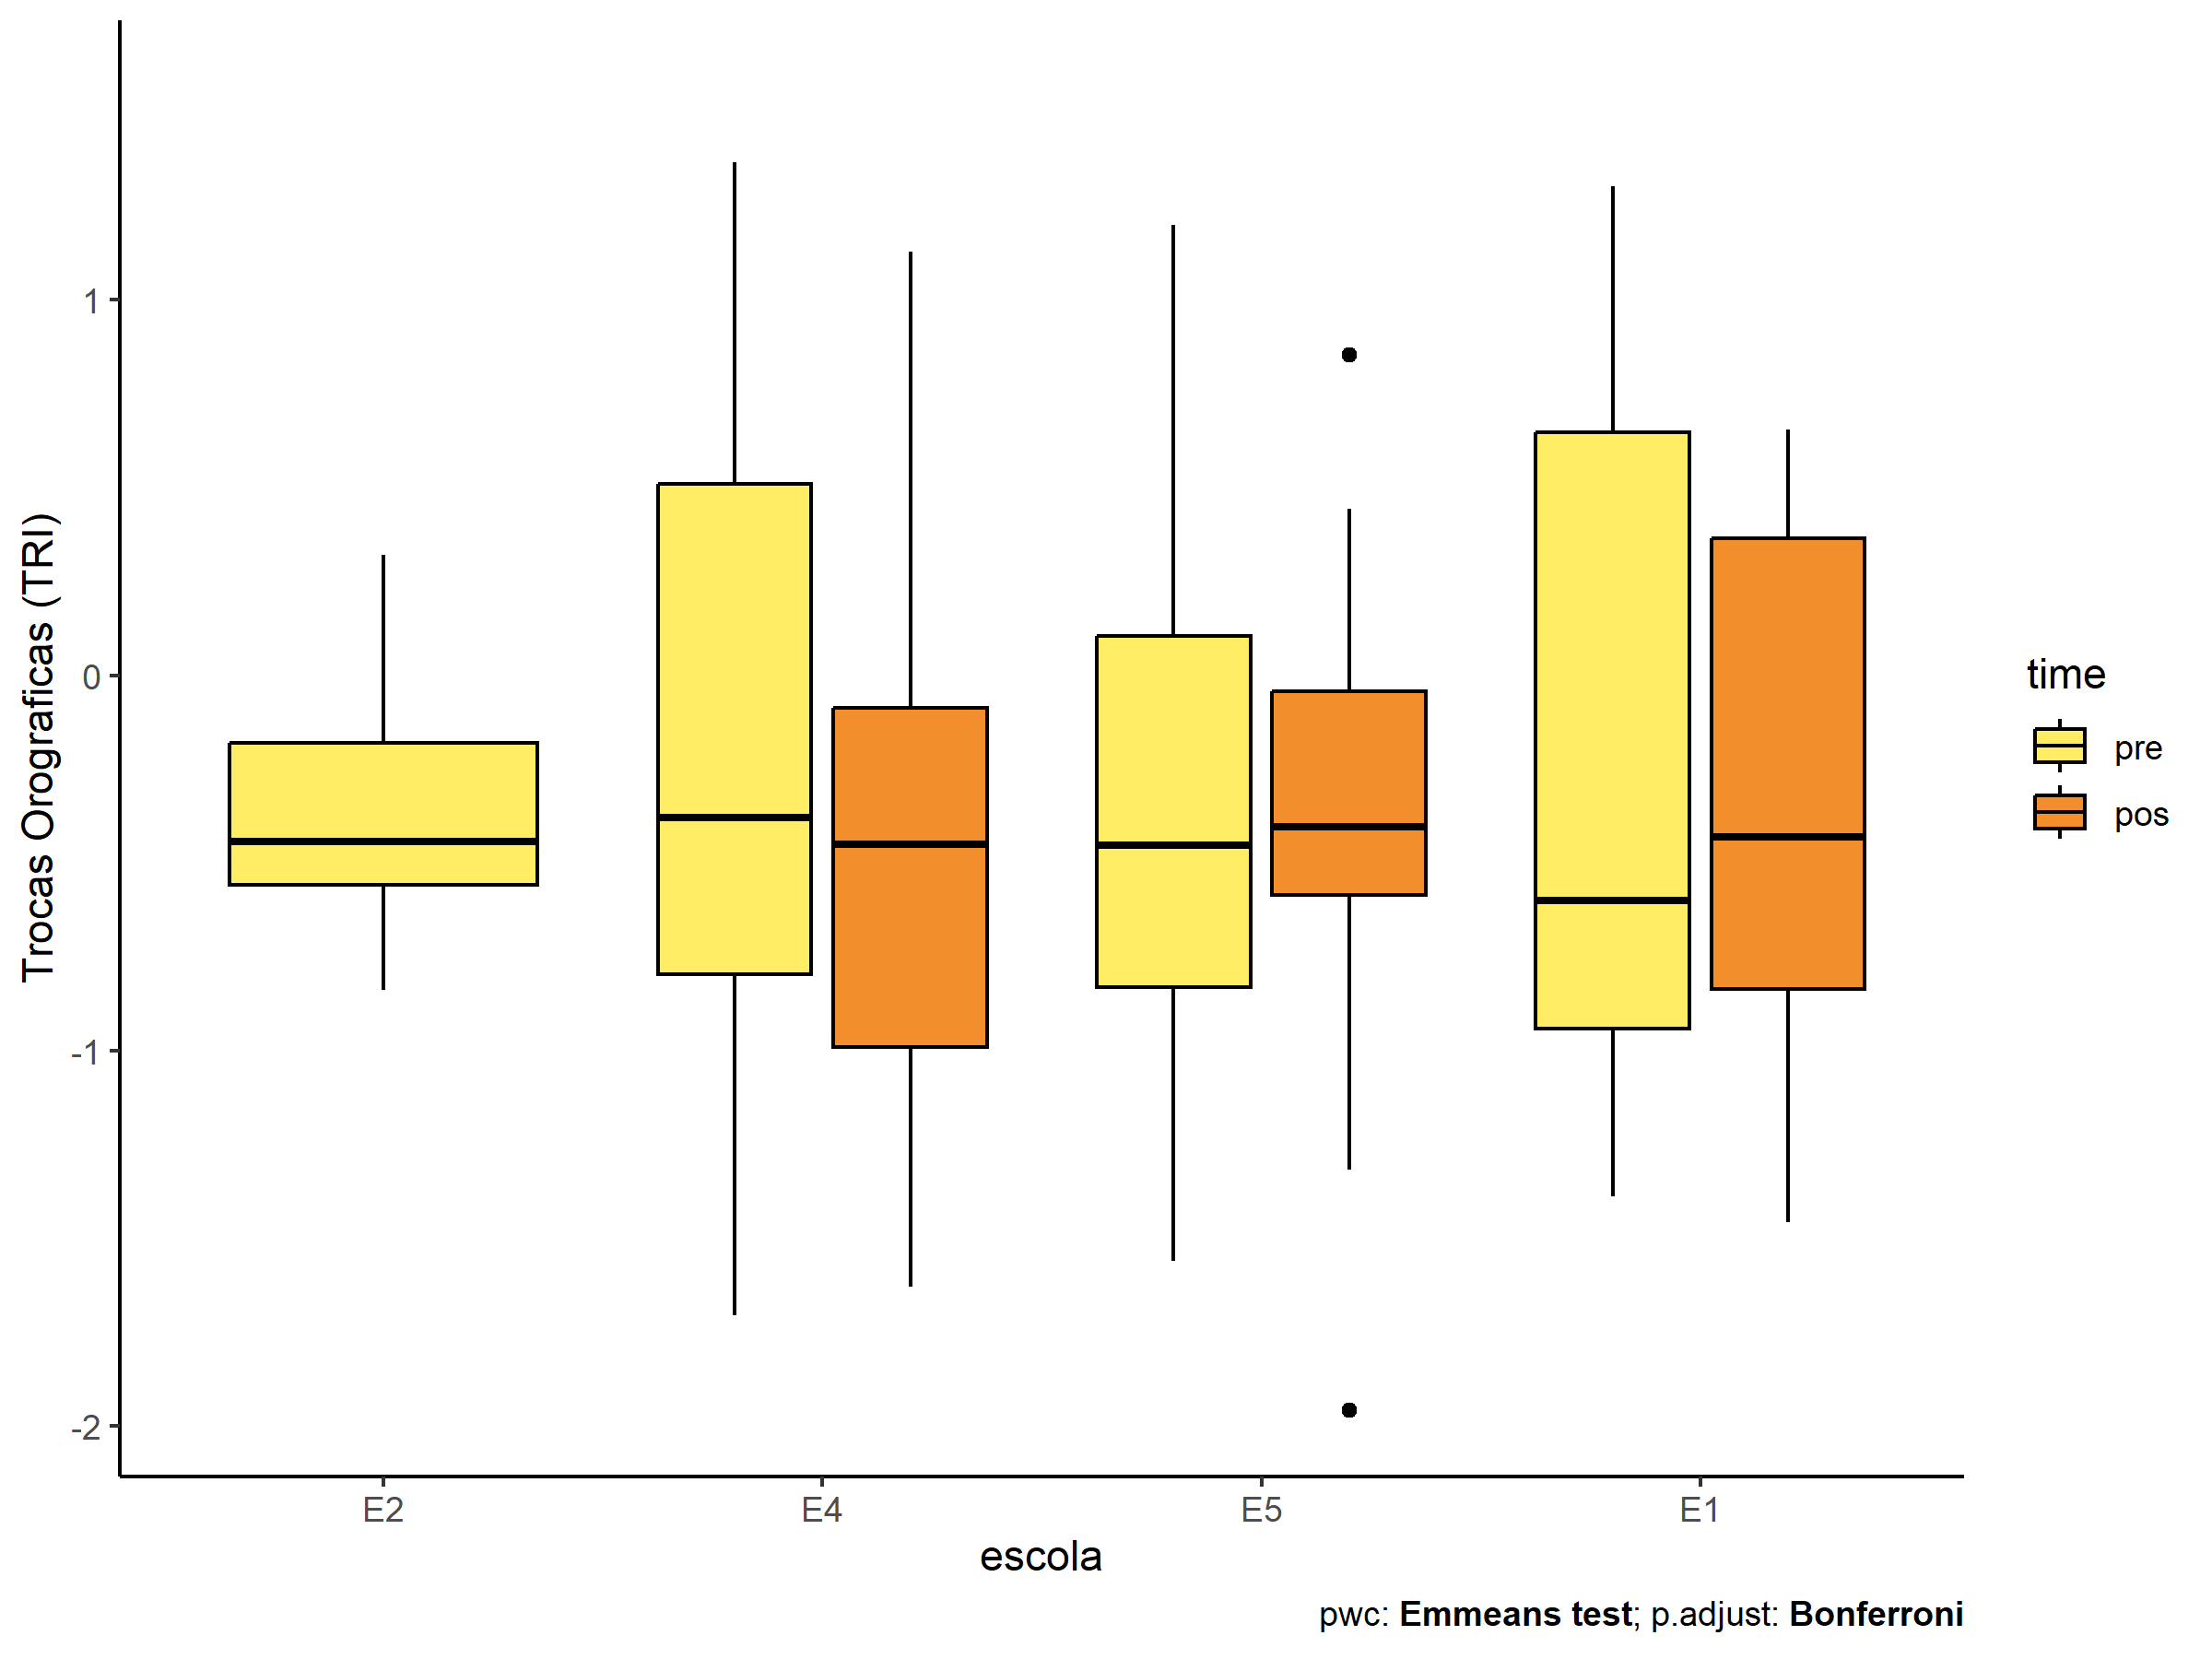 Trocas Orograficas (TRI)
1
0
-1
-2
E2 E4 E5 E1
escola
time
pre
pos
pwc: Emmeans test; p.adjust: Bonferroni